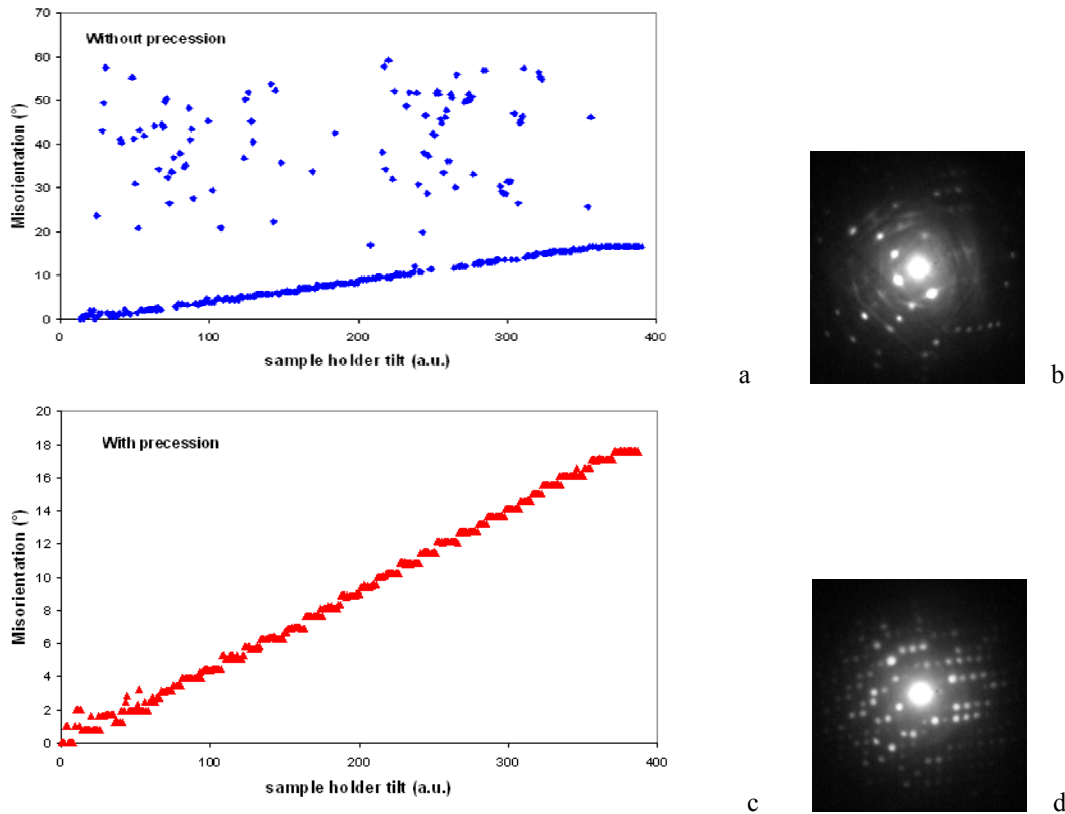 70
60
50
40
30
20
10
0
Without precession
Misorientation (°)
0 100 200 300 400
sample holder tilt (a.u.)
a
b
20
18
16
14
12
10
8
6
4
2
0
With precession
Misorientation (°)
0 100 200 300 400
sample holder tilt (a.u.)
c
d